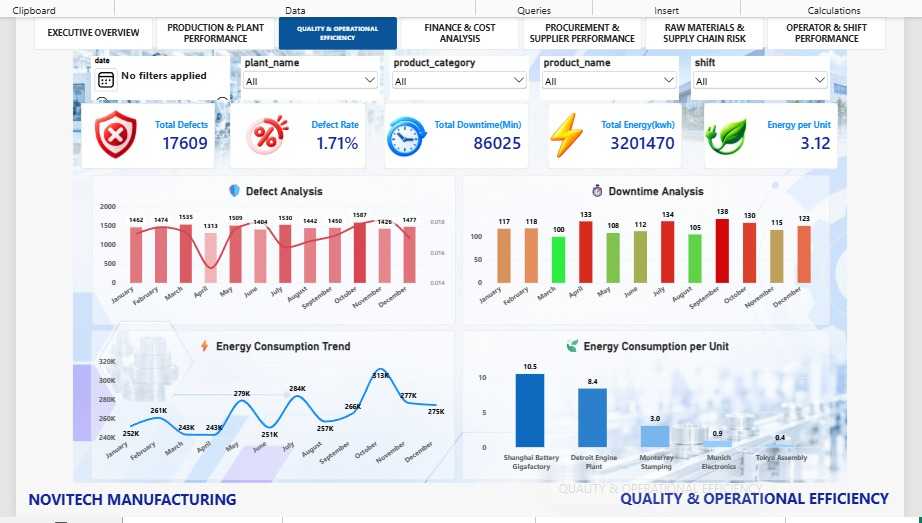 Clipboard Data Queries Insert Calculations
EXECUTIVE OVERVIEW
PRODUCTION & PLANT
PERFORMANCE
QUALITY & OPERATIONAL
EFFICIENCY
FINANCE & COST
ANALYSIS
PROCUREMENT &
SUPPLIER PERFORMANCE
RAW MATERIALS &
SUPPLY CHAIN RISK
OPERATOR & SHIFT
PERFORMANCE
date
No filters applied
plant_name
All
product_category
All
product_name
All
shift
All
Total Defects
17609
Defect Rate
1.71%
Total Downtime(Min)
86025
Total Energy(kwh)
3201470
Energy per Unit
3.12
Defect Analysis
2000
1500
1000
500
0
1462 1474 1535 1313 1509 1404 1530 1442 1450 1587 1426 1477
0.018
0.016
0.014
January February March April May June July August September October November December
Downtime Analysis
100
50
0
117 118 100 133 108 112 134 105 138 130 115 123
January February March April May June July August September October November December
Energy Consumption Trend
320K
300K
280K
260K
240K
252K 261K 243K 243K 279K 251K 284K 257K 266K 313K 277K 275K
January February March April May June July August September October November December
Energy Consumption per Unit
10
5
0
10.5 8.4 3.0 0.9 0.4
Shanghai Battery
Gigafactory
Detroit Engine
Plant
Monterrey
Stamping
Munich
Electronics
Tokyo Assembly
QUALITY & OPERATIONAL EFFICIENCY
NOVITECH MANUFACTURING
QUALITY & OPERATIONAL EFFICIENCY